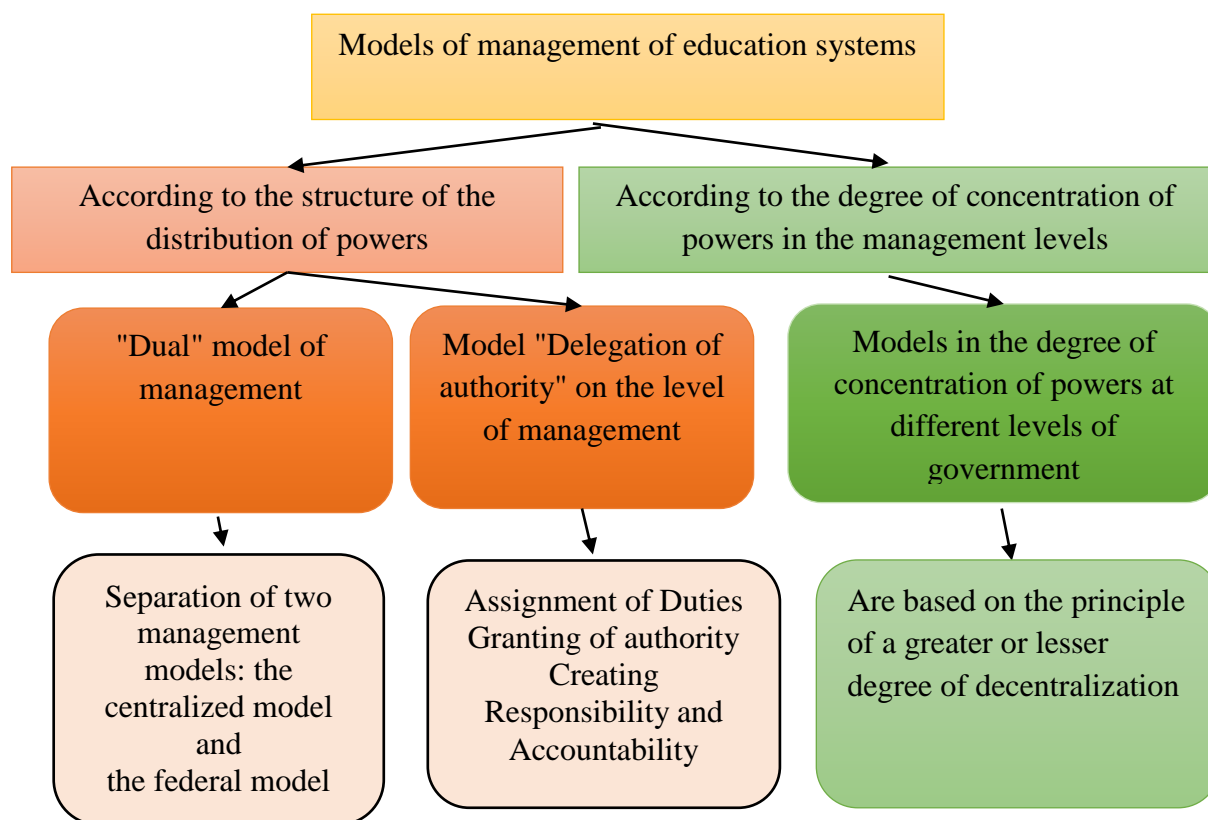 Models of management of education systems
According to the structure of the
distribution of powers
According to the degree of concentration of
powers in the management levels
"Dual" model of
management
Model "Delegation of
authority" on the level
of management
Models in the degree of
concentration of powers at
different levels of
government
Separation of two
management
models: the
centralized model
and
the federal model
Assignment of Duties
Granting of authority
Creating
Responsibility and
Accountability
Are based on the principle
of a greater or lesser
degree of decentralization